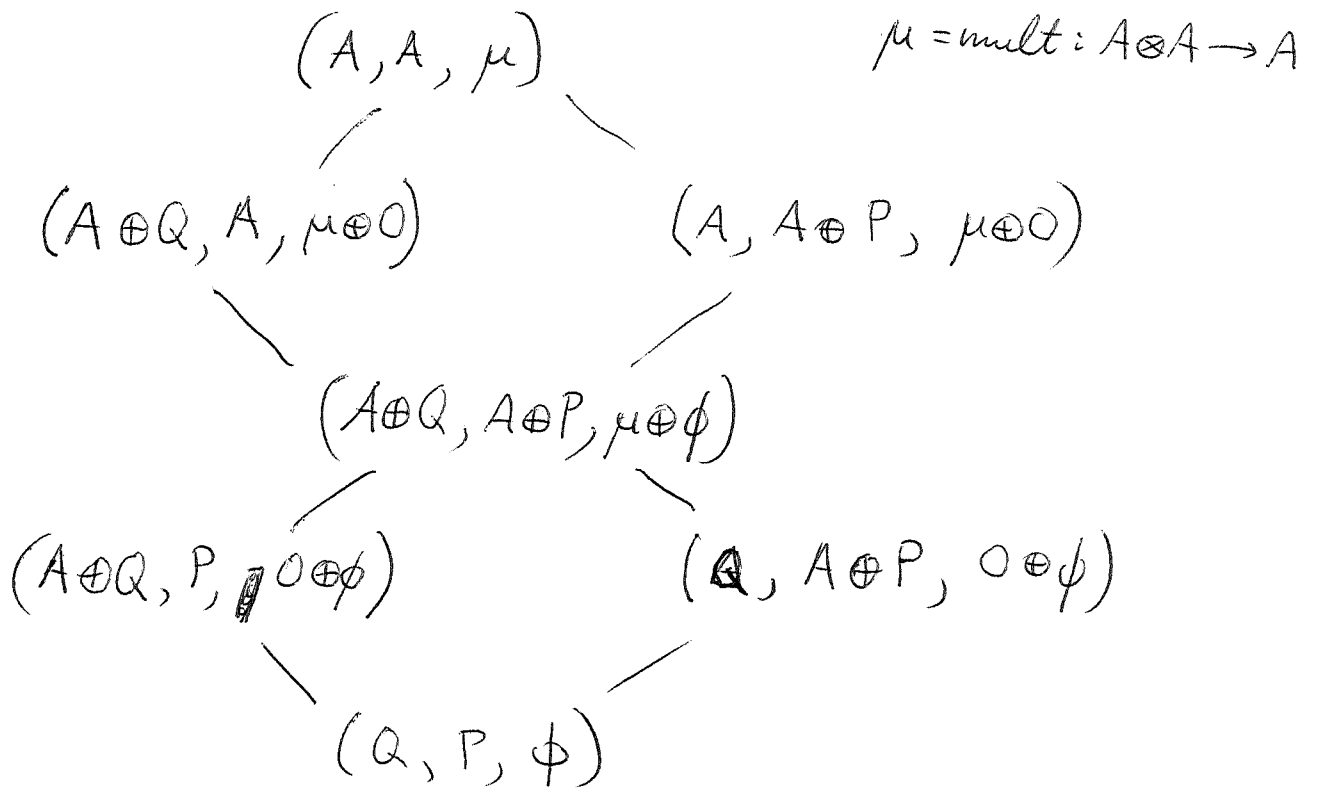 (A, A, μ) μ = mult : A⊗A → A
(A⊕Q, A, μ⊕0) (A, A⊕P, μ⊕0)
(A⊕Q, A⊕P, μ⊕ϕ)
(A⊕Q, P, 0⊕ϕ) (Q, A⊕P, 0⊕ϕ)
(Q, P, ϕ)